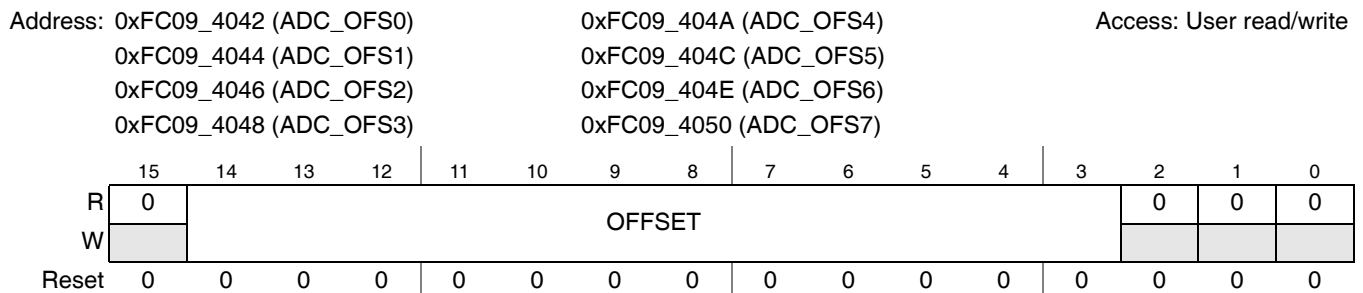 Address: 0xFC09_4042 (ADC_OFS0) 0xFC09_404A (ADC_OFS4) Access: User read/write
0xFC09_4044 (ADC_OFS1) 0xFC09_404C (ADC_OFS5)
0xFC09_4046 (ADC_OFS2) 0xFC09_404E (ADC_OFS6)
0xFC09_4048 (ADC_OFS3) 0xFC09_4050 (ADC_OFS7)
15 14 13 12 11 10 9 8 7 6 5 4 3 2 1 0
R 0 OFFSET 0 0 0
W
Reset 0 0 0 0 0 0 0 0 0 0 0 0 0 0 0 0